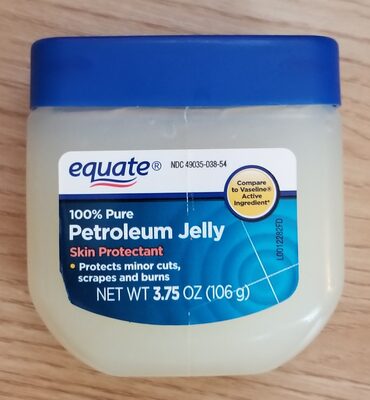 equate®
NDC 49035-038-54
Compare
to Vaseline®
Active
Ingredient*
100% Pure
Petroleum Jelly
Skin Protectant
• Protects minor cuts,
scrapes and burns
NET WT 3.75 OZ (106 g)
L0012282FD